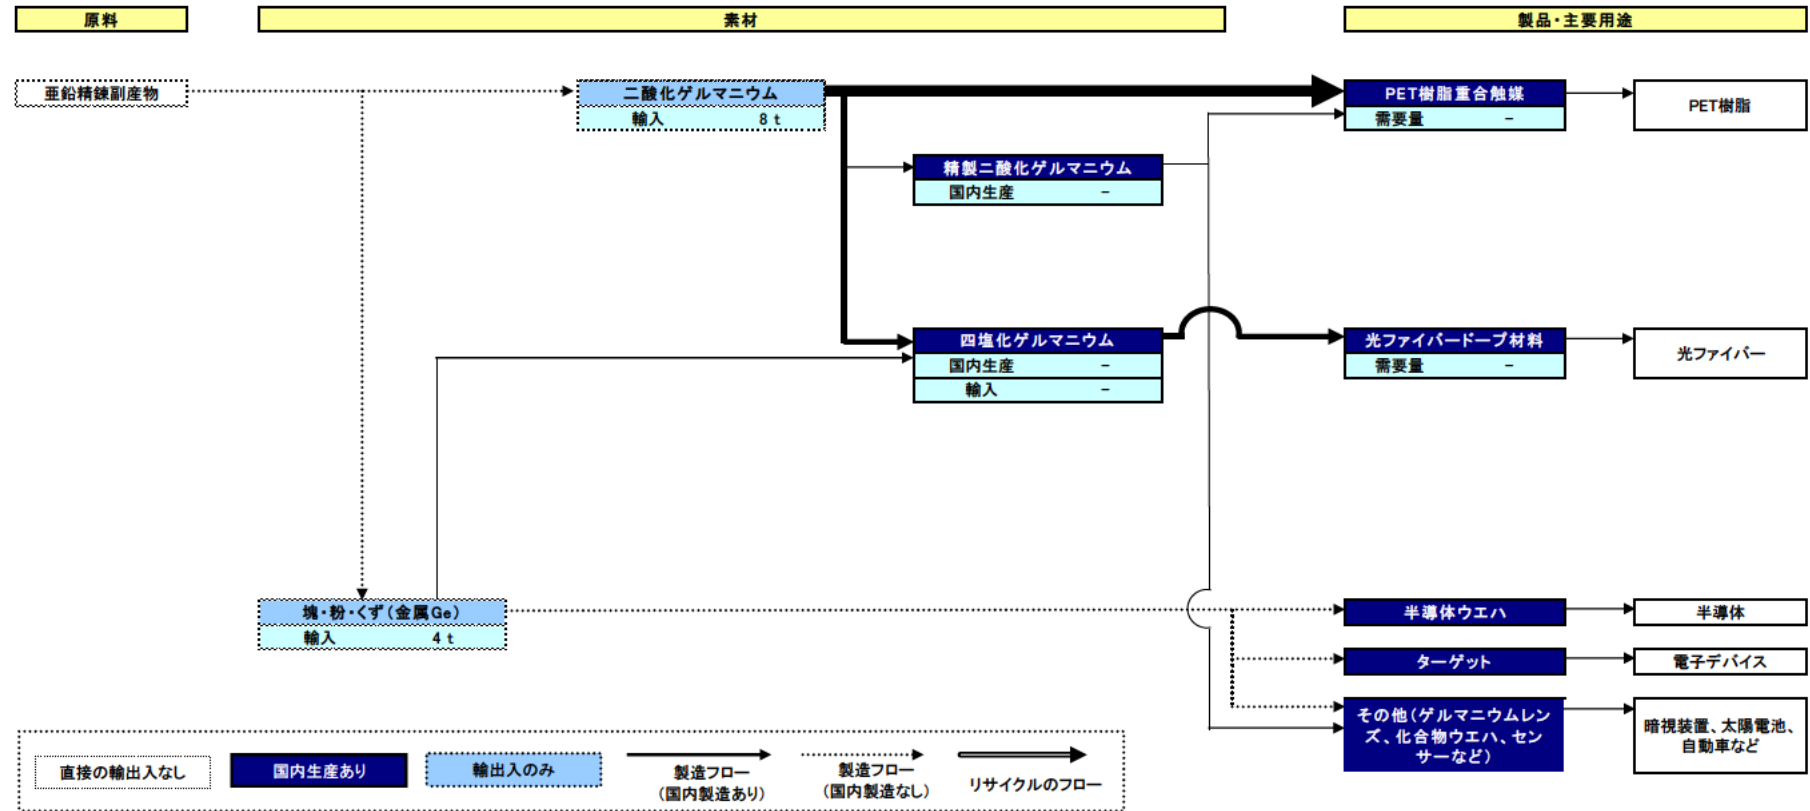 原料
素材
製品・主要用途
亜鉛精錬副産物
二酸化ゲルマニウム
輸入 8 t
PET樹脂重合触媒
需要量 －
PET樹脂
精製二酸化ゲルマニウム
国内生産 －
四塩化ゲルマニウム
国内生産 －
輸入 －
光ファイバードープ材料
需要量 －
光ファイバー
塊・粉・くず（金属Ge）
輸入 4 t
半導体ウエハ
半導体
ターゲット
電子デバイス
その他（ゲルマニウムレン
ズ、化合物ウエハ、セン
サーなど）
暗視装置、太陽電池、
自動車など
直接の輸出入なし
国内生産あり
輸出入のみ
製造フロー
（国内製造あり）
製造フロー
（国内製造なし）
リサイクルのフロー